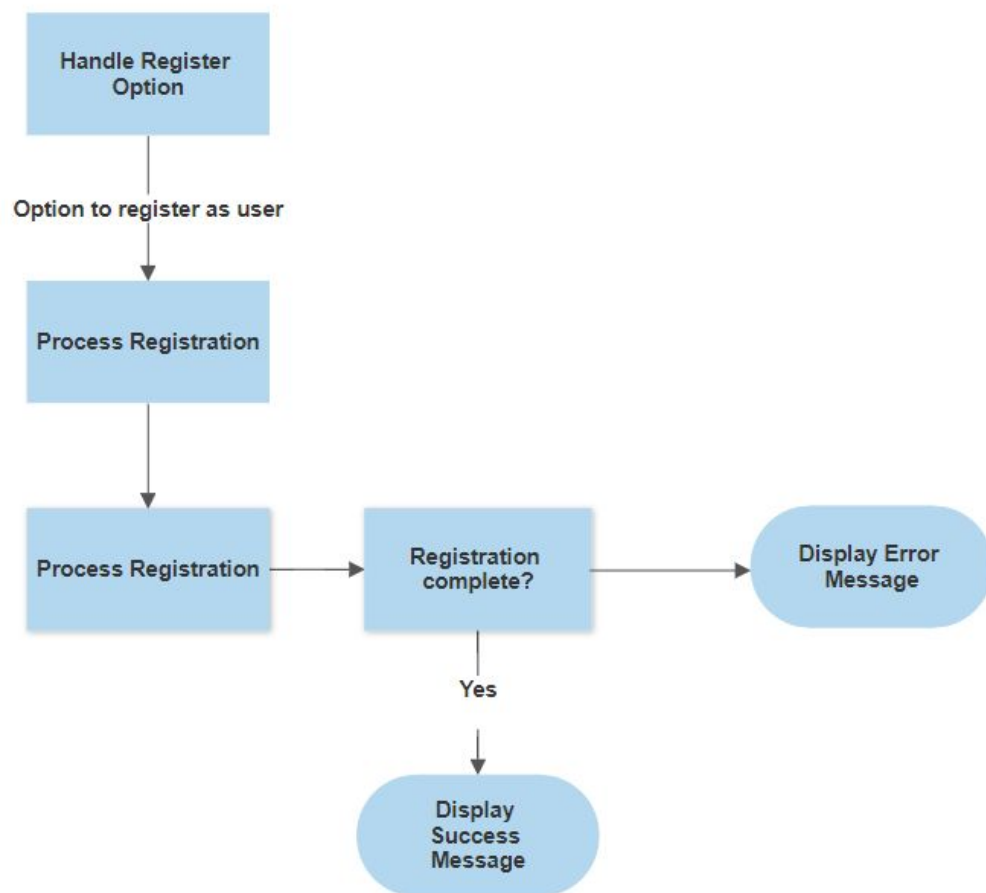 Handle Register
Option
Option to register as user
Process Registration
Process Registration
Registration
complete?
Display Error
Message
Yes
Display
Success
Message